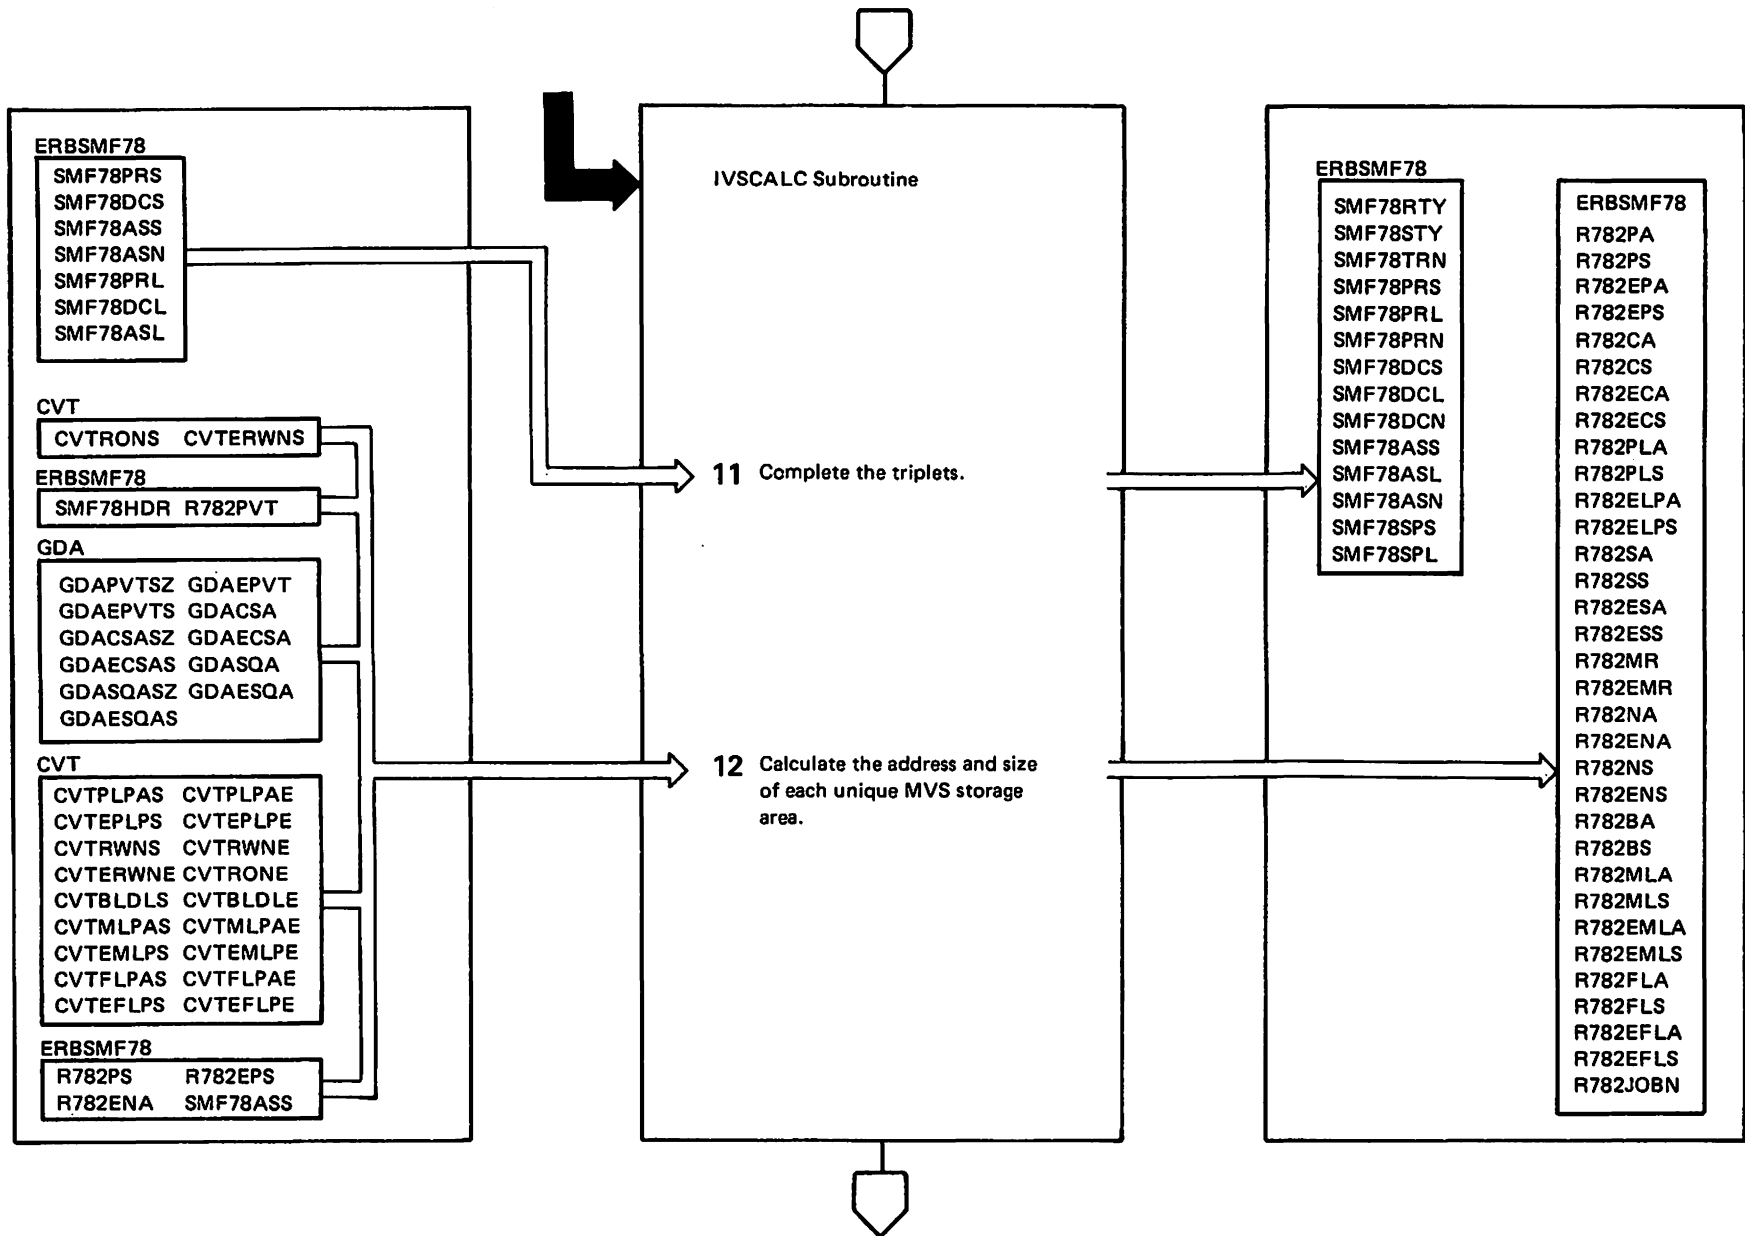 ERBSMF78
SMF78PRS
SMF78DCS
SMF78ASS
SMF78ASN
SMF78PRL
SMF78DCL
SMF78ASL
CVT
CVTRONS CVTERWNS
ERBSMF78
SMF78HDR R782PVT
GDA
GDAPVTSZ GDAEPVT
GDAEPVTS GDACSA
GDACSASZ GDAECSA
GDAECSAS GDASQA
GDASQASZ GDAESQA
GDAESQAS
CVT
CVTPLPAS CVTPLPAE
CVTEPLPS CVTEPLPE
CVTRWNS CVTRWNE
CVTERWNE CVTRONE
CVTBLDLS CVTBLDLE
CVTMLPAS CVTMLPAE
CVTEMLPS CVTEMLPE
CVTFLPAS CVTFLPAE
CVTEFLPS CVTEFLPE
ERBSMF78
R782PS R782EPS
R782ENA SMF78ASS
IVSCALC Subroutine
11 Complete the triplets.
12 Calculate the address and size
of each unique MVS storage
area.
ERBSMF78
SMF78RTY
SMF78STY
SMF78TRN
SMF78PRS
SMF78PRL
SMF78PRN
SMF78DCS
SMF78DCL
SMF78DCN
SMF78ASS
SMF78ASL
SMF78ASN
SMF78SPS
SMF78SPL
ERBSMF78
R782PA
R782PS
R782EPA
R782EPS
R782CA
R782CS
R782ECA
R782ECS
R782PLA
R782PLS
R782ELPA
R782ELPS
R782SA
R782SS
R782ESA
R782ESS
R782MR
R782EMR
R782NA
R782ENA
R782NS
R782ENS
R782BA
R782BS
R782MLA
R782MLS
R782EMLA
R782EMLS
R782FLA
R782FLS
R782EFLA
R782EFLS
R782JOBN